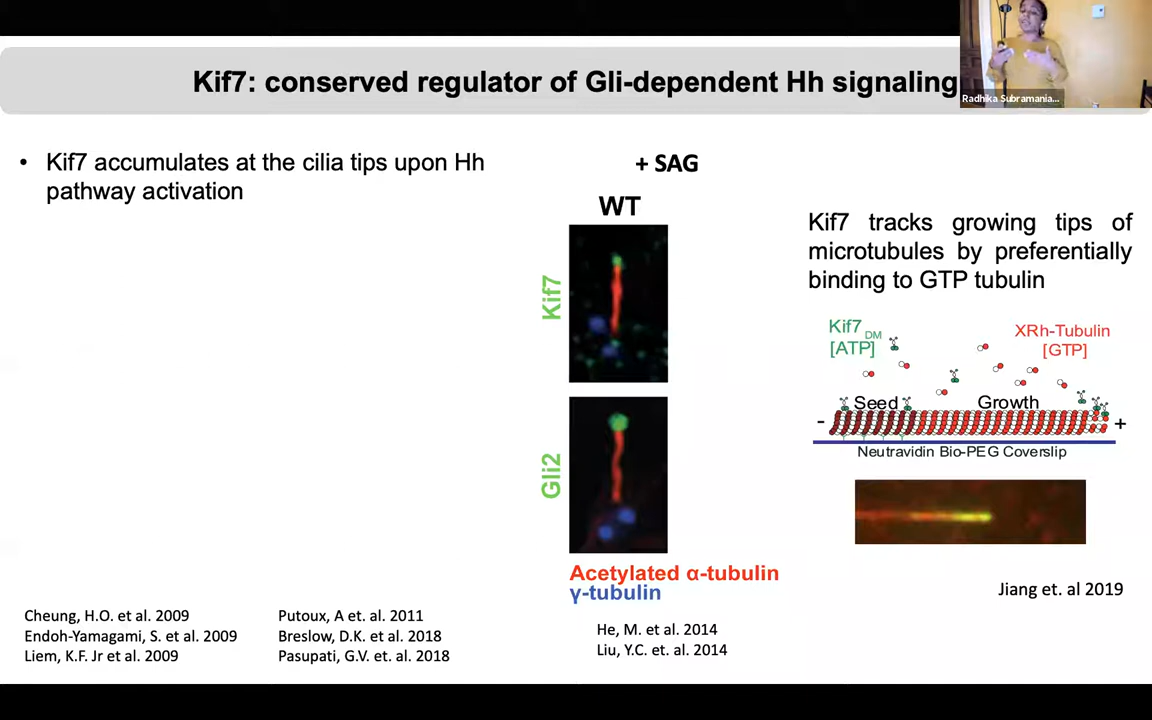 Radhika Subramania...
Kif7: conserved regulator of Gli-dependent Hh signaling
• Kif7 accumulates at the cilia tips upon Hh
pathway activation
+ SAG
WT
Kif7
Gli2
Acetylated α-tubulin
γ-tubulin
Kif7 tracks growing tips of
microtubules by preferentially
binding to GTP tubulin
Kif7 DM
[ATP]
XRh-Tubulin
[GTP]
Seed
Growth
-
+
Neutravidin Bio-PEG Coverslip
Jiang et. al 2019
Cheung, H.O. et al. 2009
Endoh-Yamagami, S. et al. 2009
Liem, K.F. Jr et al. 2009
Putoux, A et. al. 2011
Breslow, D.K. et al. 2018
Pasupati, G.V. et. al. 2018
He, M. et al. 2014
Liu, Y.C. et. al. 2014